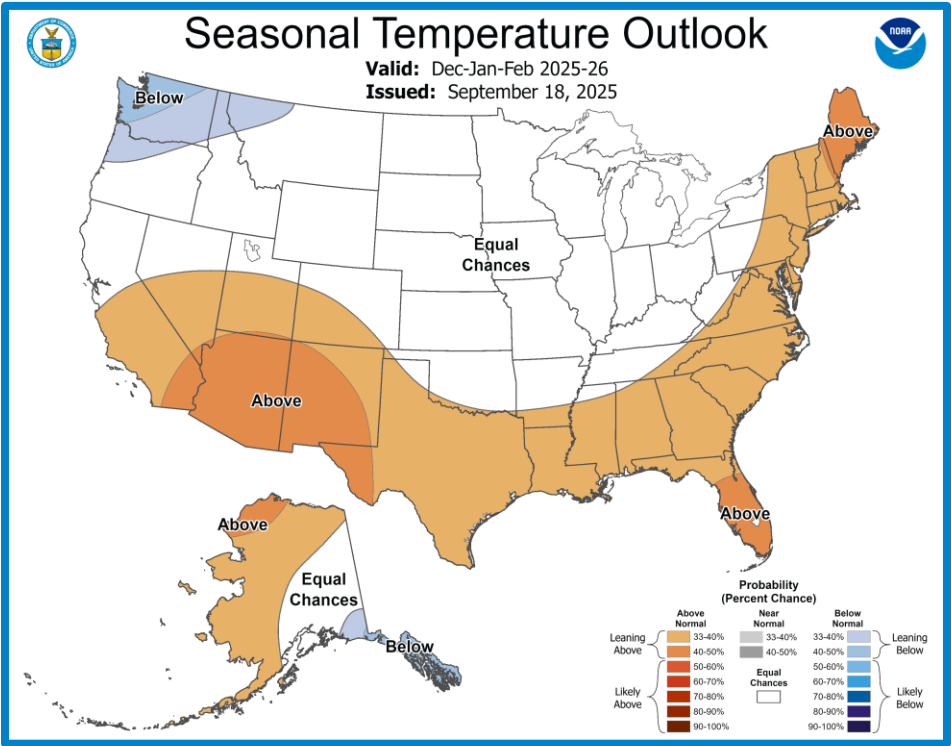 Seasonal Temperature Outlook
Valid: Dec-Jan-Feb 2025-26
Issued: September 18, 2025
NOAA
Below
Above
Equal
Chances
Above
Above
Above
Equal
Chances
Below
Probability
(Percent Chance)
Above
Normal
Near
Normal
Below
Normal
Leaning
Above
33-40%
40-50%
50-60%
60-70%
70-80%
80-90%
90-100%
Likely
Above
33-40%
40-50%
Equal
Chances
33-40%
40-50%
50-60%
60-70%
70-80%
80-90%
90-100%
Leaning
Below
Likely
Below